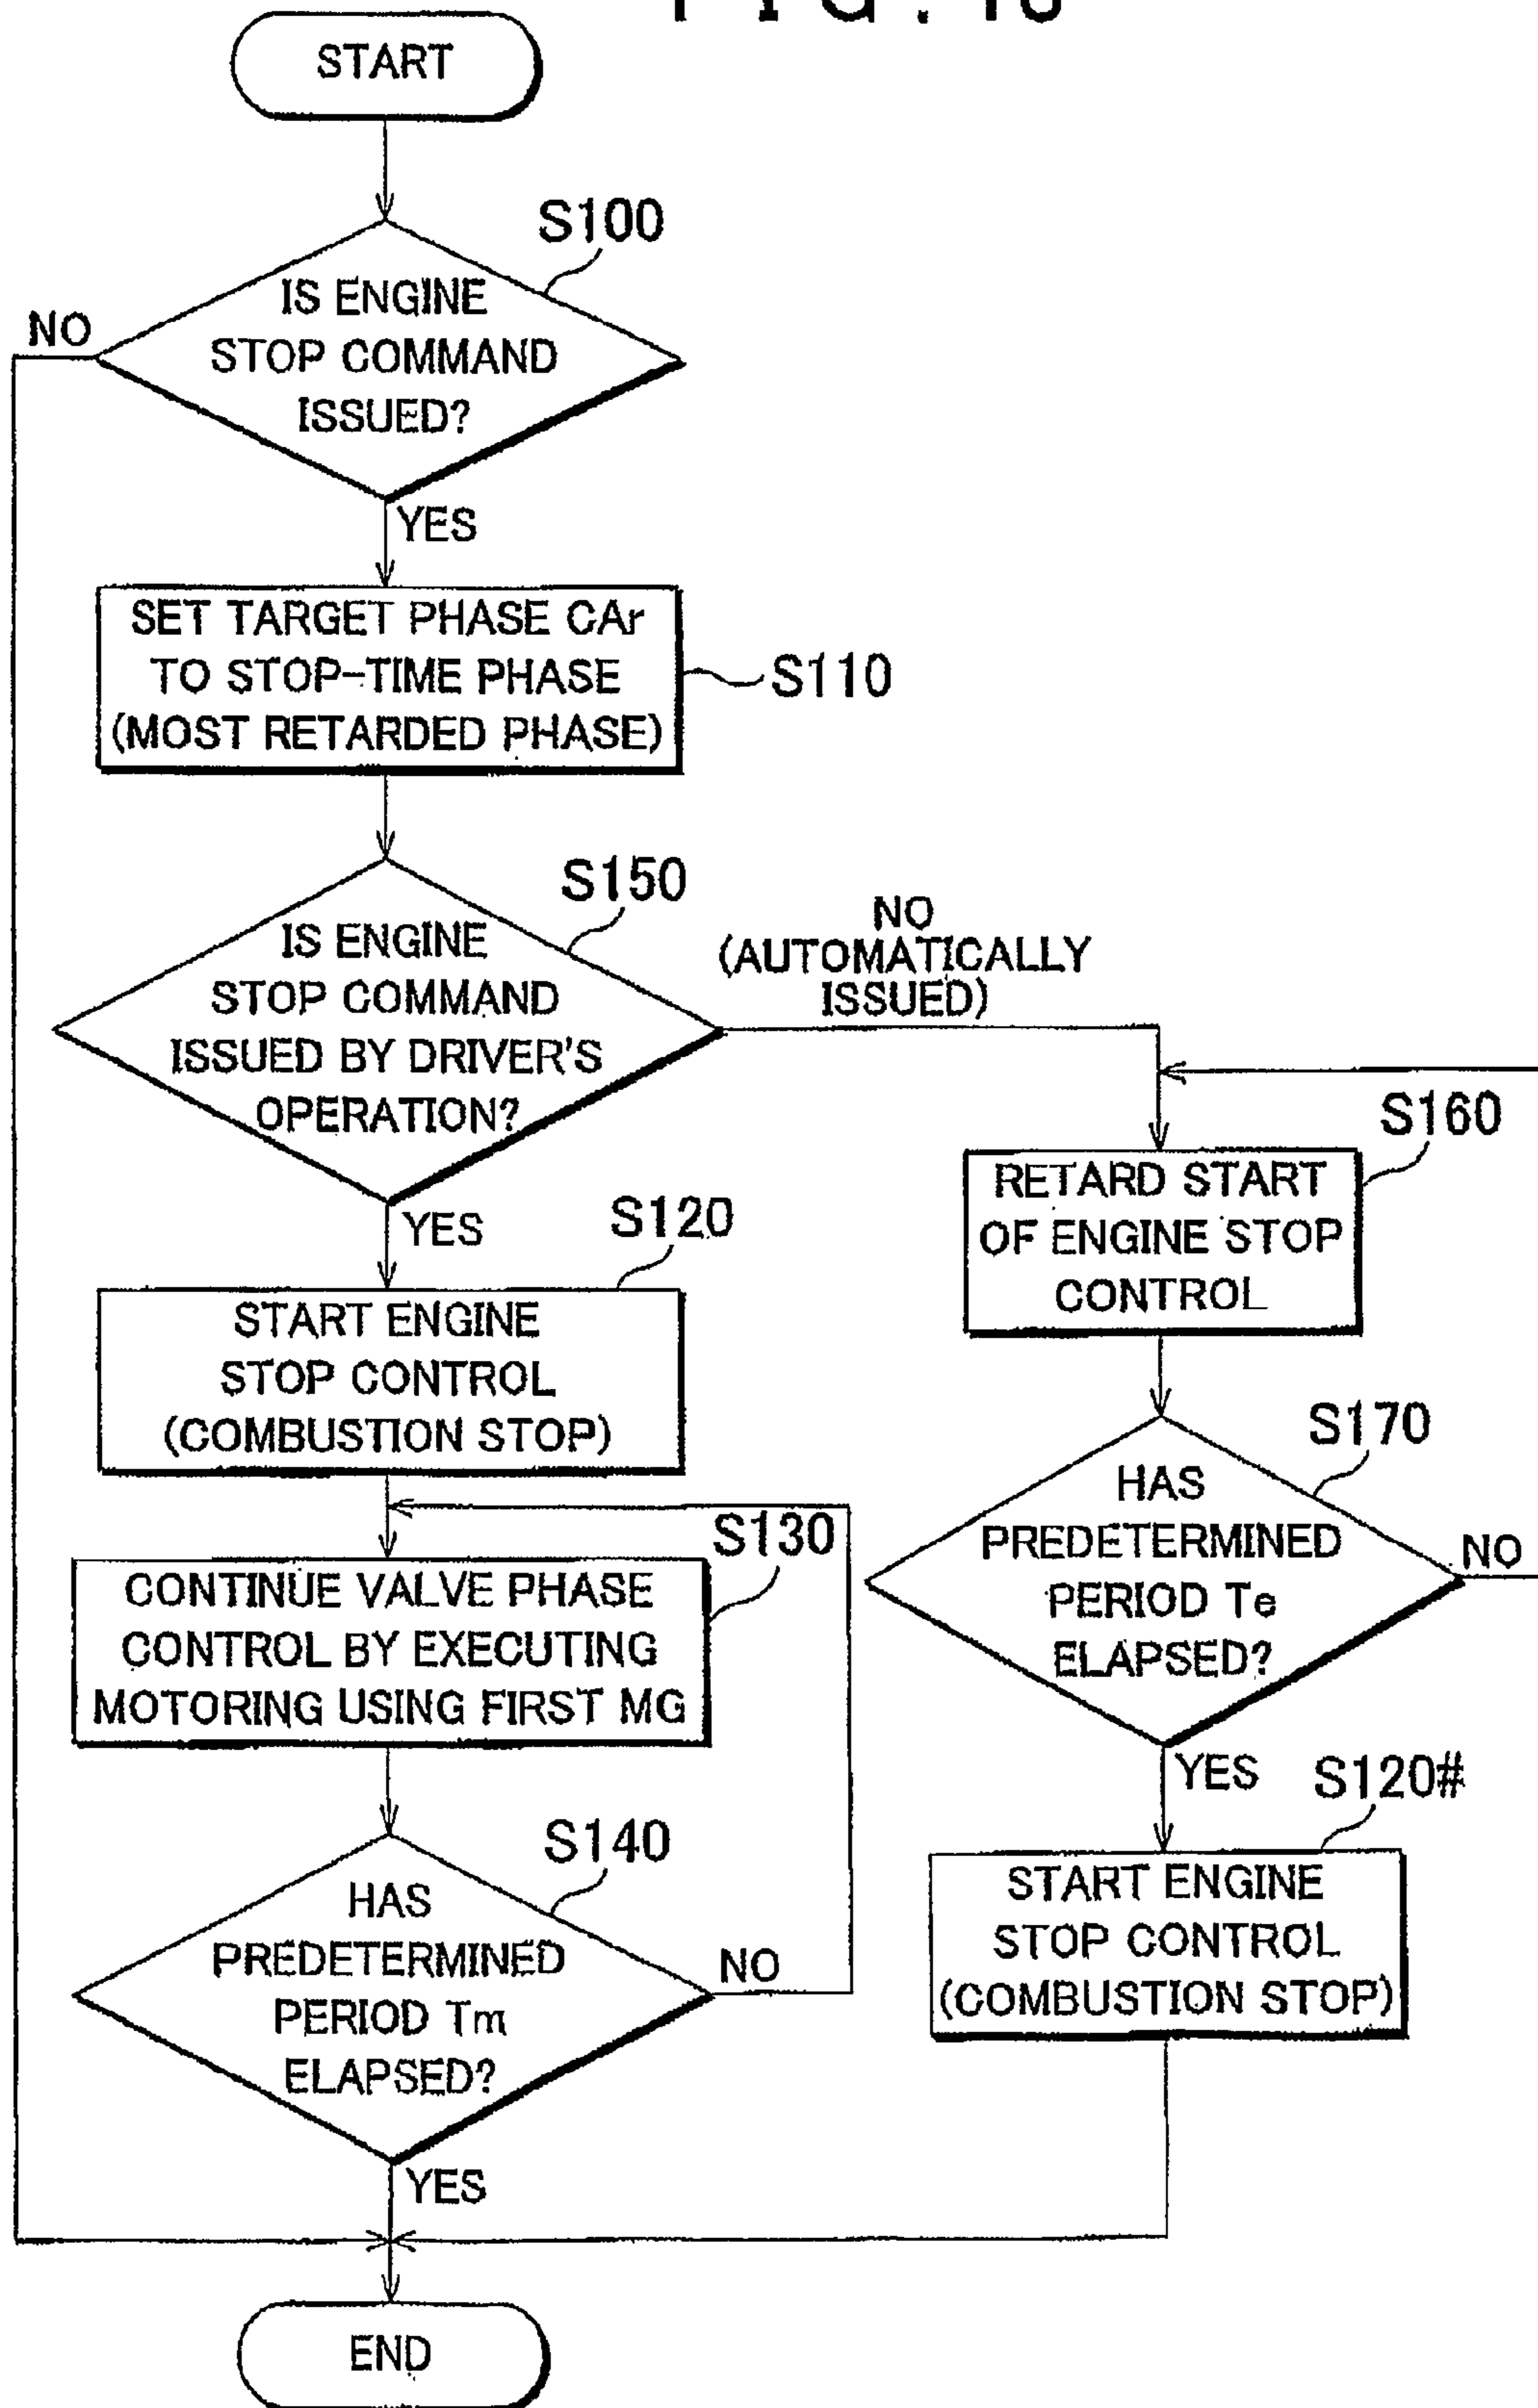 START
S100
IS ENGINE
STOP COMMAND
ISSUED?
NO
YES
SET TARGET PHASE CAr
TO STOP-TIME PHASE
(MOST RETARDED PHASE)
S110
S150
IS ENGINE
STOP COMMAND
ISSUED BY DRIVER'S
OPERATION?
NO
(AUTOMATICALLY
ISSUED)
YES
S120
START ENGINE
STOP CONTROL
(COMBUSTION STOP)
S130
CONTINUE VALVE PHASE
CONTROL BY EXECUTING
MOTORING USING FIRST MG
S140
HAS
PREDETERMINED
PERIOD Tm
ELAPSED?
NO
YES
S160
RETARD START
OF ENGINE STOP
CONTROL
S170
HAS
PREDETERMINED
PERIOD Te
ELAPSED?
NO
YES
S120#
START ENGINE
STOP CONTROL
(COMBUSTION STOP)
END